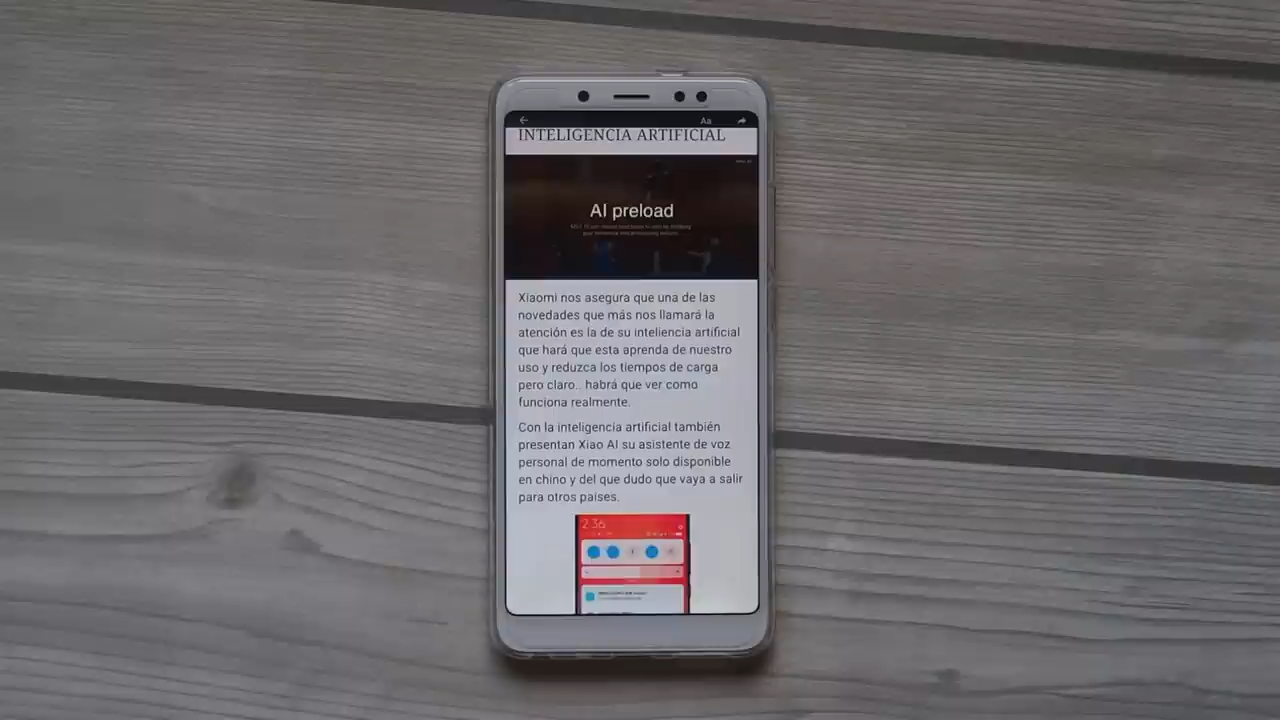 Aa
INTELIGENCIA ARTIFICIAL
AI preload
Xiaomi nos asegura que una de las
novedades que más nos llamará la
atención es la de su inteliencia artificial
que hará que esta aprenda de nuestro
uso y reduzca los tiempos de carga
pero claro.. habrá que ver como
funciona realmente.
Con la inteligencia artificial también
presentan Xiao AI su asistente de voz
personal de momento solo disponible
en chino y del que dudo que vaya a salir
para otros paises.
2:36